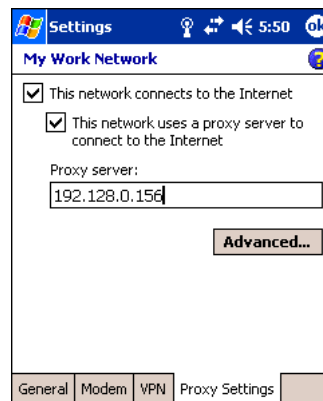 Settings 5:50 ok
My Work Network ?
This network connects to the Internet
This network uses a proxy server to
connect to the Internet
Proxy server:
192.128.0.156
Advanced...
General Modem VPN Proxy Settings